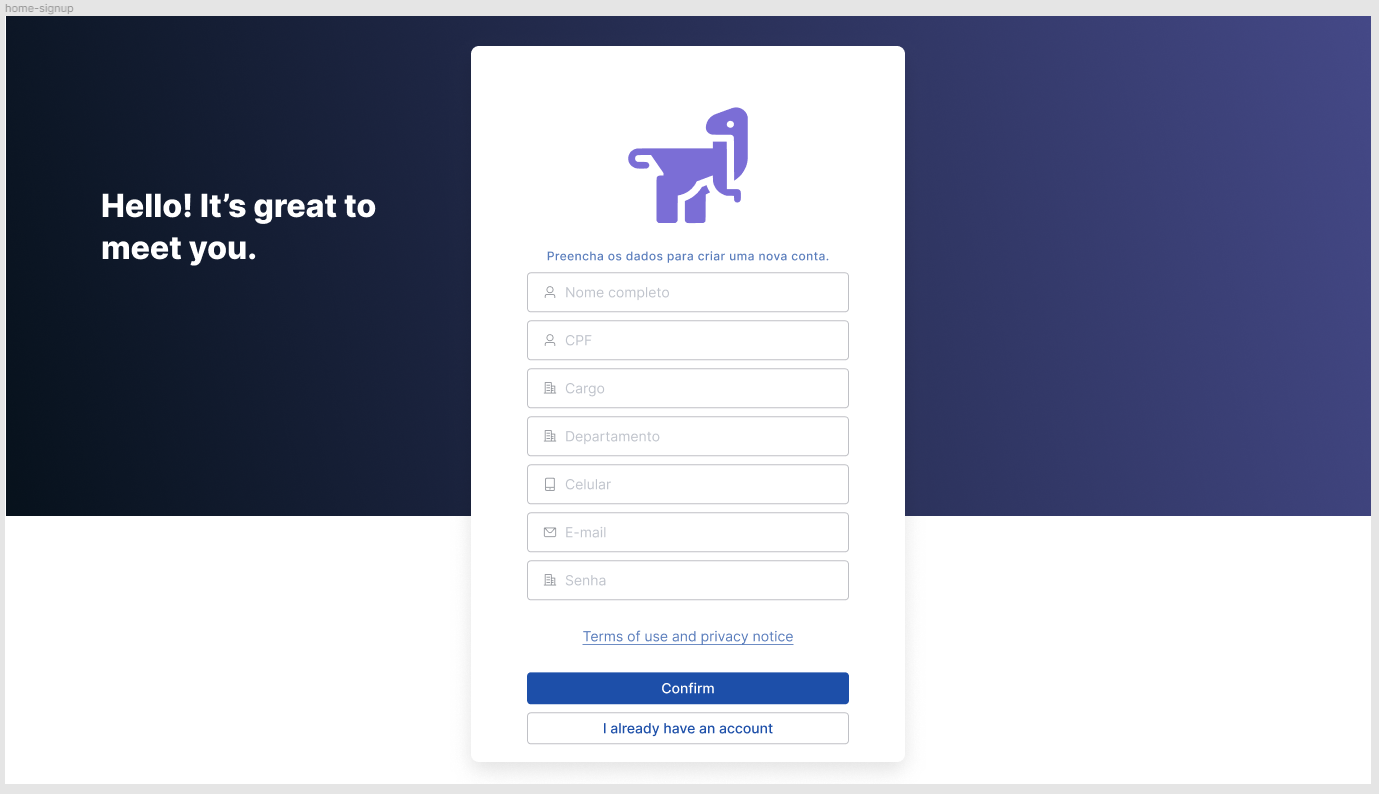 home-signup
Hello! It’s great to
meet you.
Preencha os dados para criar uma nova conta.
Nome completo
CPF
Cargo
Departamento
Celular
E-mail
Senha
Terms of use and privacy notice
Confirm
I already have an account